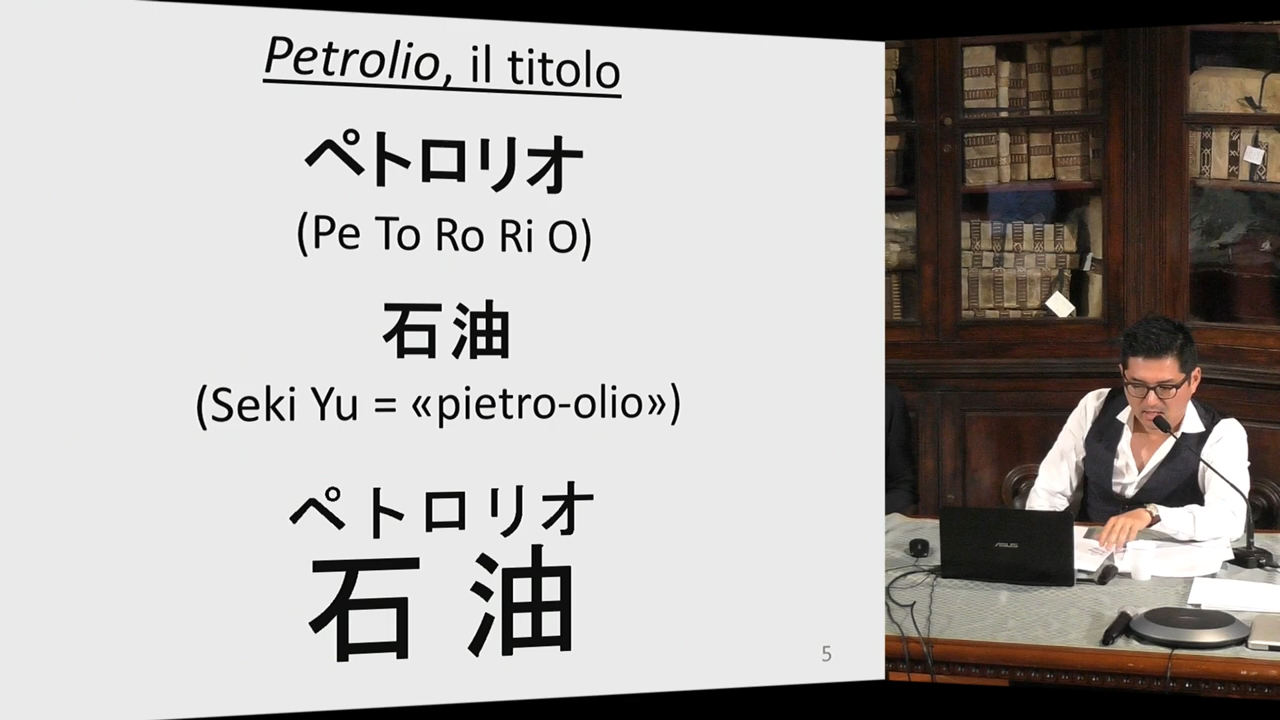 Petrolio, il titolo
ペトロリオ
(Pe To Ro Ri O)
石油
(Seki Yu = «pietro-olio»)
ペトロリオ
石油
5
ASUS